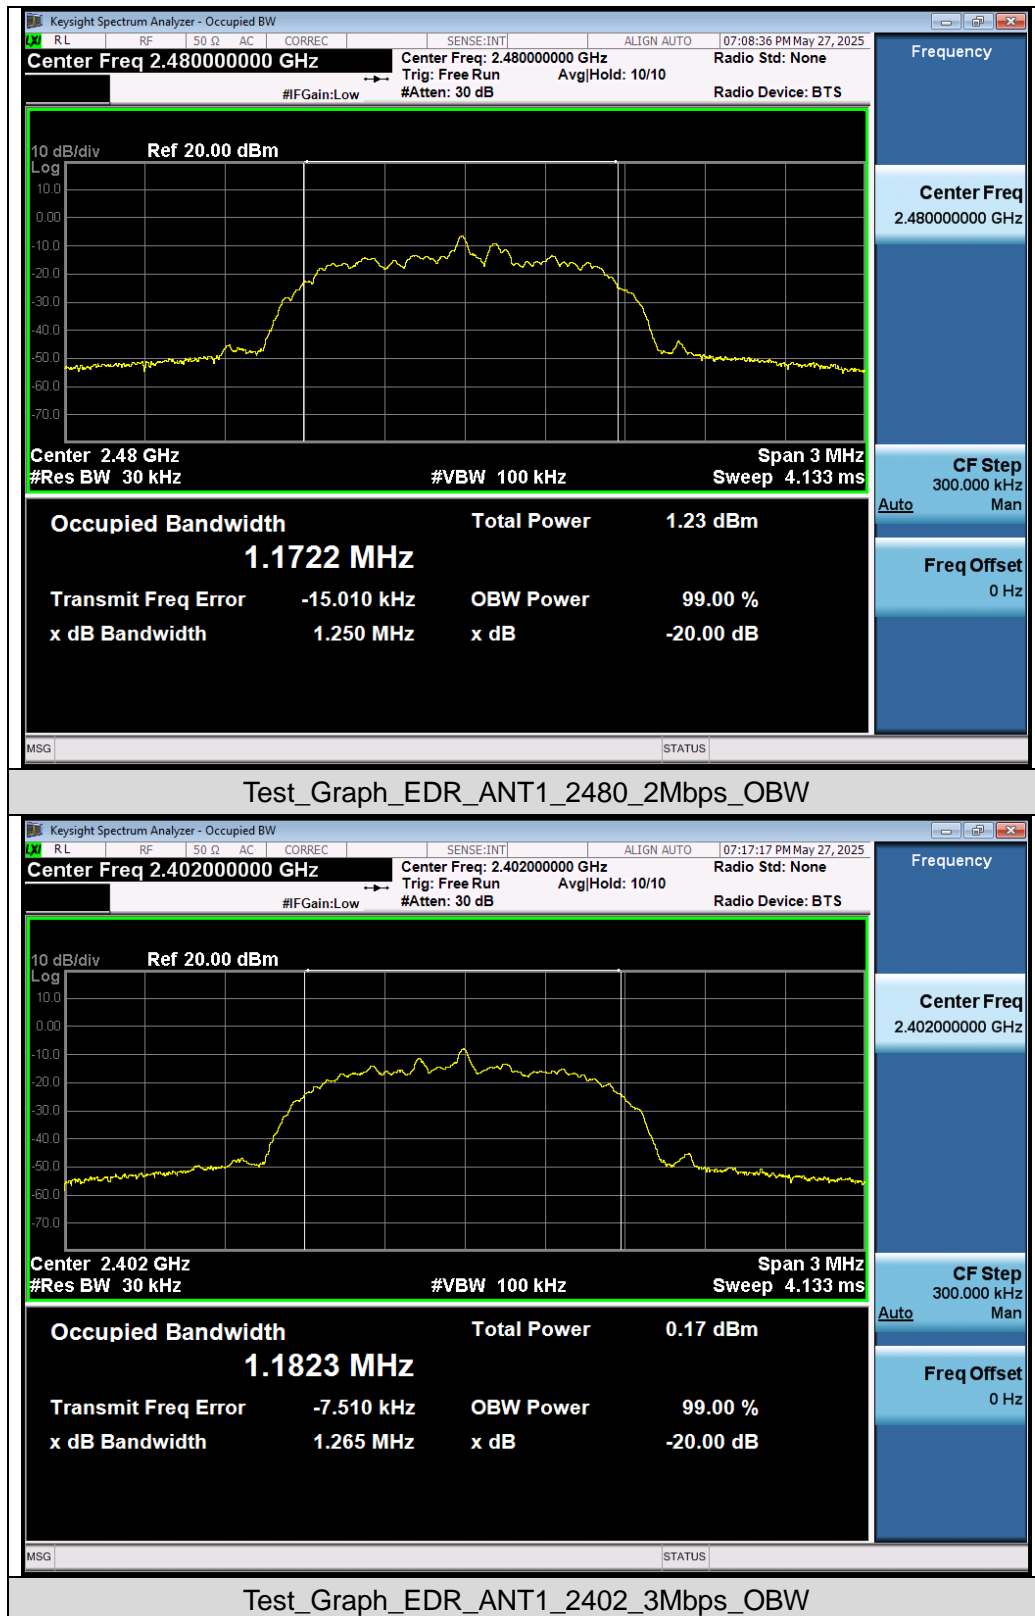 Keysight Spectrum Analyzer - Occupied BW
LXI RL RF 50 Ω AC CORREC SENSE:INT ALIGN AUTO 07:08:36 PM May 27, 2025
Center Freq 2.480000000 GHz
Center Freq: 2.480000000 GHz Radio Std: None
Trig: Free Run Avg|Hold: 10/10
#IFGain:Low #Atten: 30 dB Radio Device: BTS
Frequency
10 dB/div Ref 20.00 dBm
Log
10.0
0.00
-10.0
-20.0
-30.0
-40.0
-50.0
-60.0
-70.0
Center Freq
2.480000000 GHz
Center 2.48 GHz Span 3 MHz
#Res BW 30 kHz #VBW 100 kHz Sweep 4.133 ms
CF Step
300.000 kHz
Auto Man
Freq Offset
0 Hz
Occupied Bandwidth Total Power 1.23 dBm
1.1722 MHz
Transmit Freq Error -15.010 kHz OBW Power 99.00 %
x dB Bandwidth 1.250 MHz x dB -20.00 dB
MSG STATUS
Test_Graph_EDR_ANT1_2480_2Mbps_OBW
Keysight Spectrum Analyzer - Occupied BW
LXI RL RF 50 Ω AC CORREC SENSE:INT ALIGN AUTO 07:17:17 PM May 27, 2025
Center Freq 2.402000000 GHz
Center Freq: 2.402000000 GHz Radio Std: None
Trig: Free Run Avg|Hold: 10/10
#IFGain:Low #Atten: 30 dB Radio Device: BTS
Frequency
10 dB/div Ref 20.00 dBm
Log
10.0
0.00
-10.0
-20.0
-30.0
-40.0
-50.0
-60.0
-70.0
Center Freq
2.402000000 GHz
Center 2.402 GHz Span 3 MHz
#Res BW 30 kHz #VBW 100 kHz Sweep 4.133 ms
CF Step
300.000 kHz
Auto Man
Freq Offset
0 Hz
Occupied Bandwidth Total Power 0.17 dBm
1.1823 MHz
Transmit Freq Error -7.510 kHz OBW Power 99.00 %
x dB Bandwidth 1.265 MHz x dB -20.00 dB
MSG STATUS
Test_Graph_EDR_ANT1_2402_3Mbps_OBW